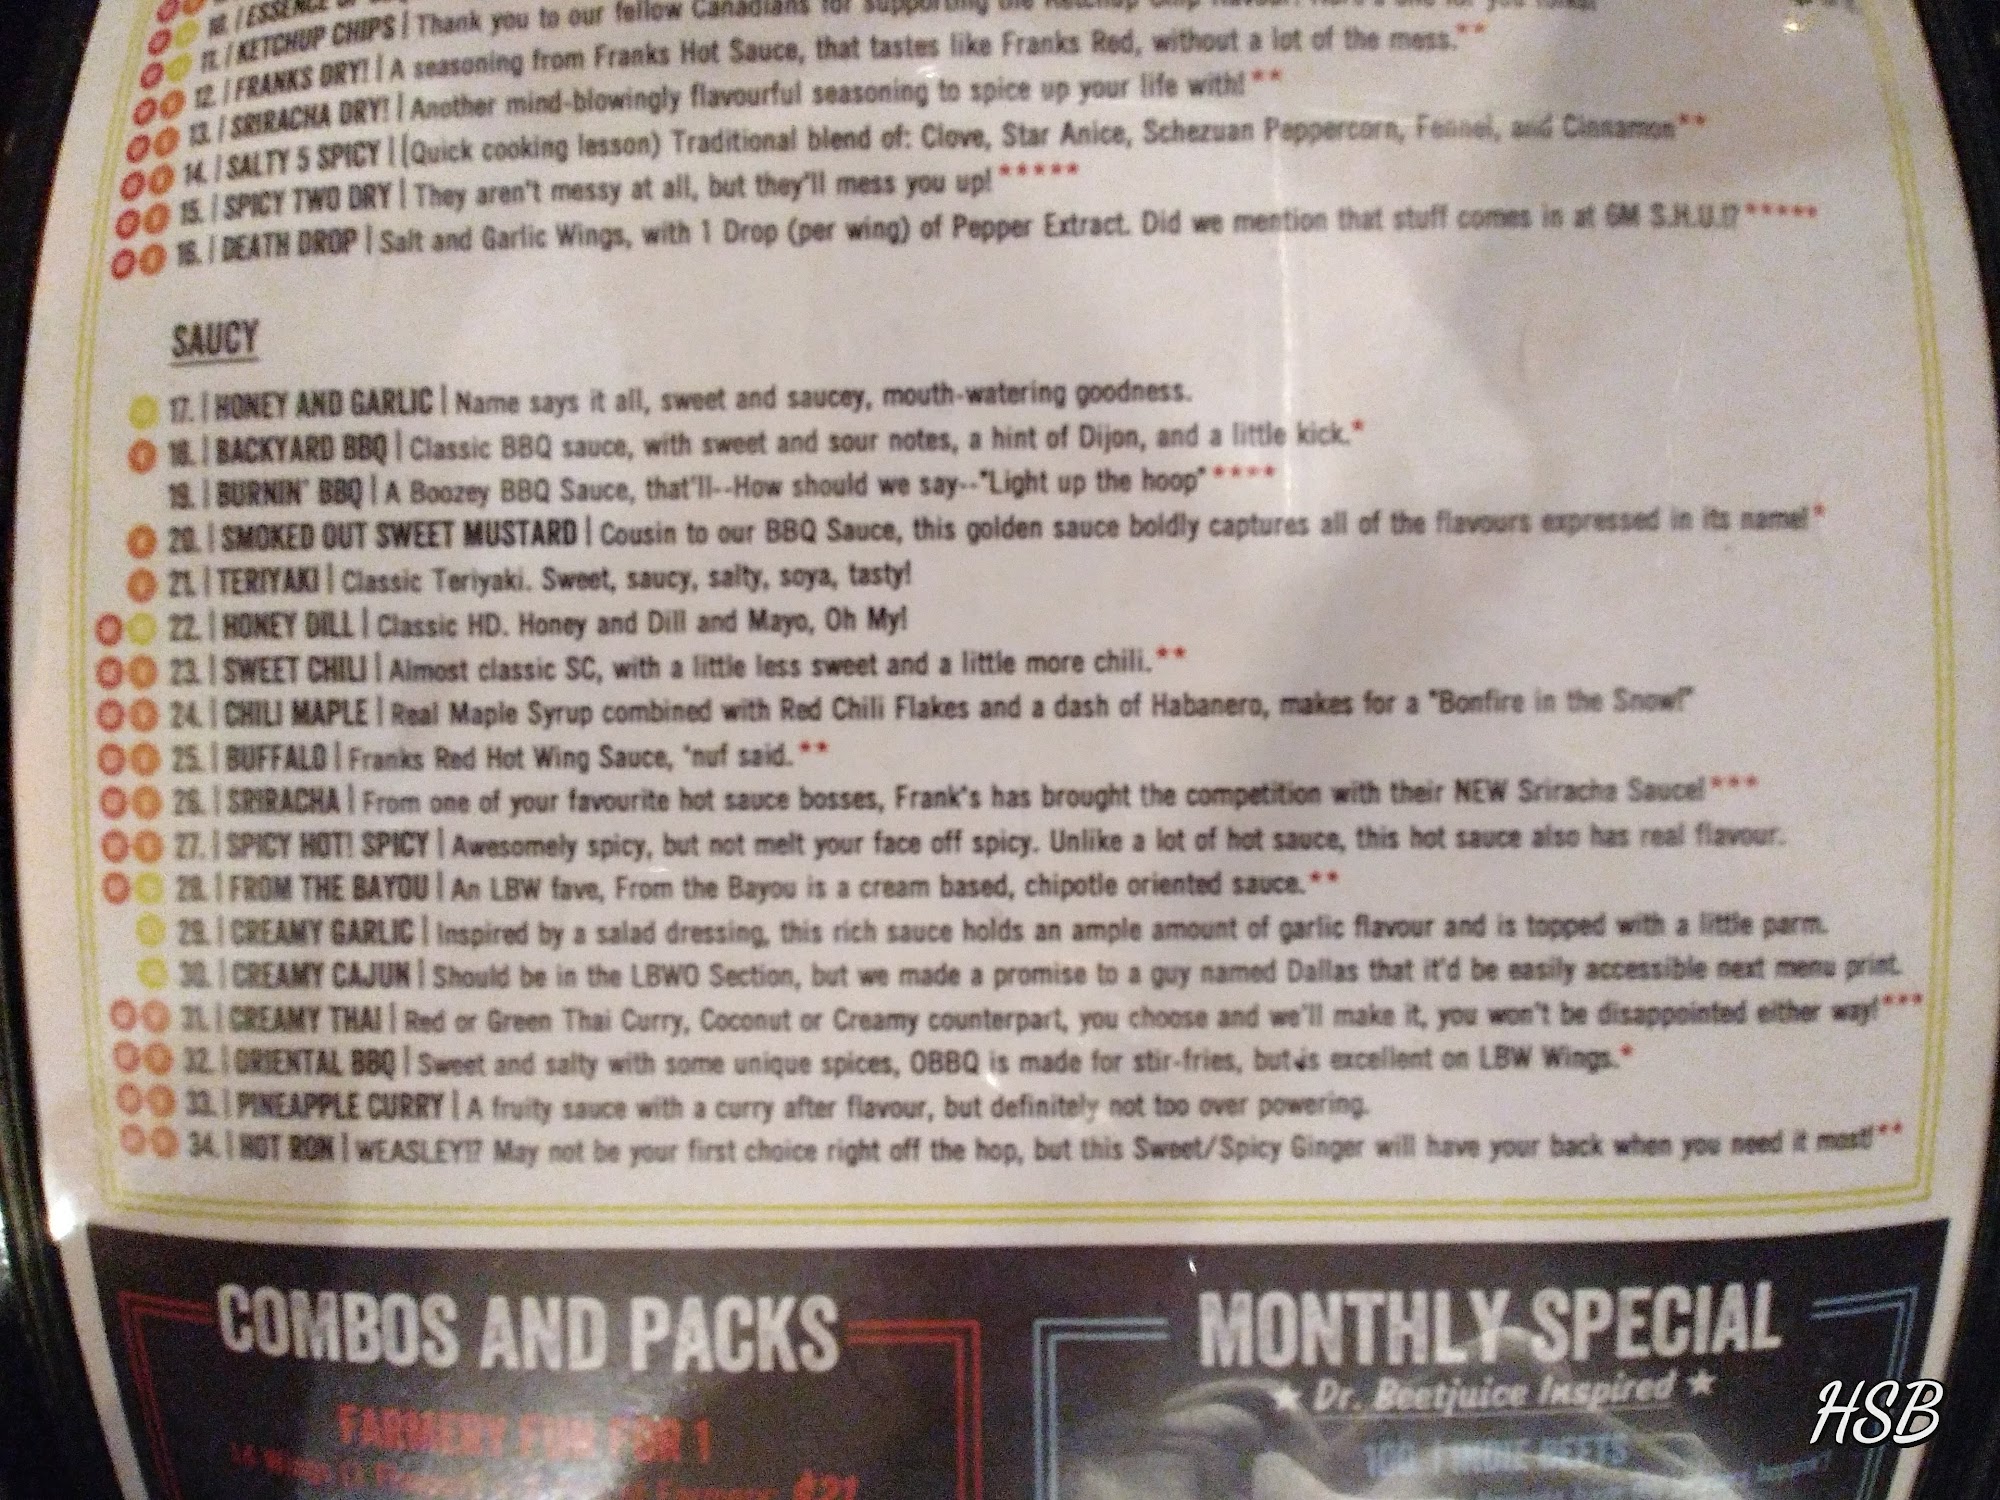 10. | ESSENCE
11. | KETCHUP CHIPS | Thank you to our fellow Canadians for supporting the Ketchup Chip
12. | FRANKS DRY! | A seasoning from Franks Hot Sauce, that tastes like Franks Red, without a lot of the mess.**
13. | SRIRACHA DRY! | Another mind-blowingly flavourful seasoning to spice up your life with!**
14. | SALTY 5 SPICY | (Quick cooking lesson) Traditional blend of: Clove, Star Anice, Schezuan Peppercorn, Fennel, and Cinnamon**
15. | SPICY TWO DRY | They aren't messy at all, but they'll mess you up!*****
16. | DEATH DROP | Salt and Garlic Wings, with 1 Drop (per wing) of Pepper Extract. Did we mention that stuff comes in at 6M S.H.U.!?*****
SAUCY
17. | HONEY AND GARLIC | Name says it all, sweet and saucey, mouth-watering goodness.
18. | BACKYARD BBQ | Classic BBQ sauce, with sweet and sour notes, a hint of Dijon, and a little kick.*
19. | BURNIN' BBQ | A Boozey BBQ Sauce, that'll--How should we say--"Light up the hoop"****
20. | SMOKED OUT SWEET MUSTARD | Cousin to our BBQ Sauce, this golden sauce boldly captures all of the flavours expressed in its name!*
21. | TERIYAKI | Classic Teriyaki. Sweet, saucy, salty, soya, tasty!
22. | HONEY DILL | Classic HD. Honey and Dill and Mayo, Oh My!
23. | SWEET CHILI | Almost classic SC, with a little less sweet and a little more chili.**
24. | CHILI MAPLE | Real Maple Syrup combined with Red Chili Flakes and a dash of Habanero, makes for a "Bonfire in the Snow!"
25. | BUFFALO | Franks Red Hot Wing Sauce, 'nuf said.**
26. | SRIRACHA | From one of your favourite hot sauce bosses, Frank's has brought the competition with their NEW Sriracha Sauce!***
27. | SPICY HOT! SPICY | Awesomely spicy, but not melt your face off spicy. Unlike a lot of hot sauce, this hot sauce also has real flavour.
28. | FROM THE BAYOU | An LBW fave, From the Bayou is a cream based, chipotle oriented sauce.**
29. | CREAMY GARLIC | Inspired by a salad dressing, this rich sauce holds an ample amount of garlic flavour and is topped with a little parm.
30. | CREAMY CAJUN | Should be in the LBWO Section, but we made a promise to a guy named Dallas that it'd be easily accessible next menu print.
31. | CREAMY THAI | Red or Green Thai Curry, Coconut or Creamy counterpart, you choose and we'll make it, you won't be disappointed either way!***
32. | ORIENTAL BBQ | Sweet and salty with some unique spices, OBBQ is made for stir-fries, but is excellent on LBW Wings.*
33. | PINEAPPLE CURRY | A fruity sauce with a curry after flavour, but definitely not too over powering.
34. | HOT RON | WEASLEY!? May not be your first choice right off the hop, but this Sweet/Spicy Ginger will have your back when you need it most!**
COMBOS AND PACKS
FARMERY FUN FOR 1
$21
MONTHLY SPECIAL
★ Dr. Beetjuice Inspired ★
HSB